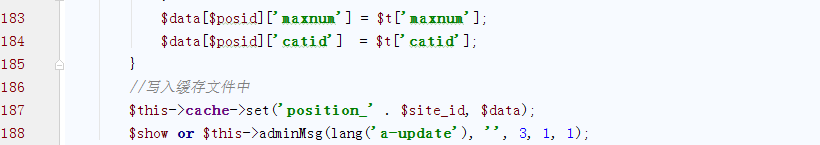 183 $data[$posid]['maxnum'] = $t['maxnum'];
184 $data[$posid]['catid']  = $t['catid'];
185 }
186 //写入缓存文件中
187 $this->cache->set('position_' . $site_id, $data);
188 $show or $this->adminMsg(lang('a-update'), '', 3, 1, 1);